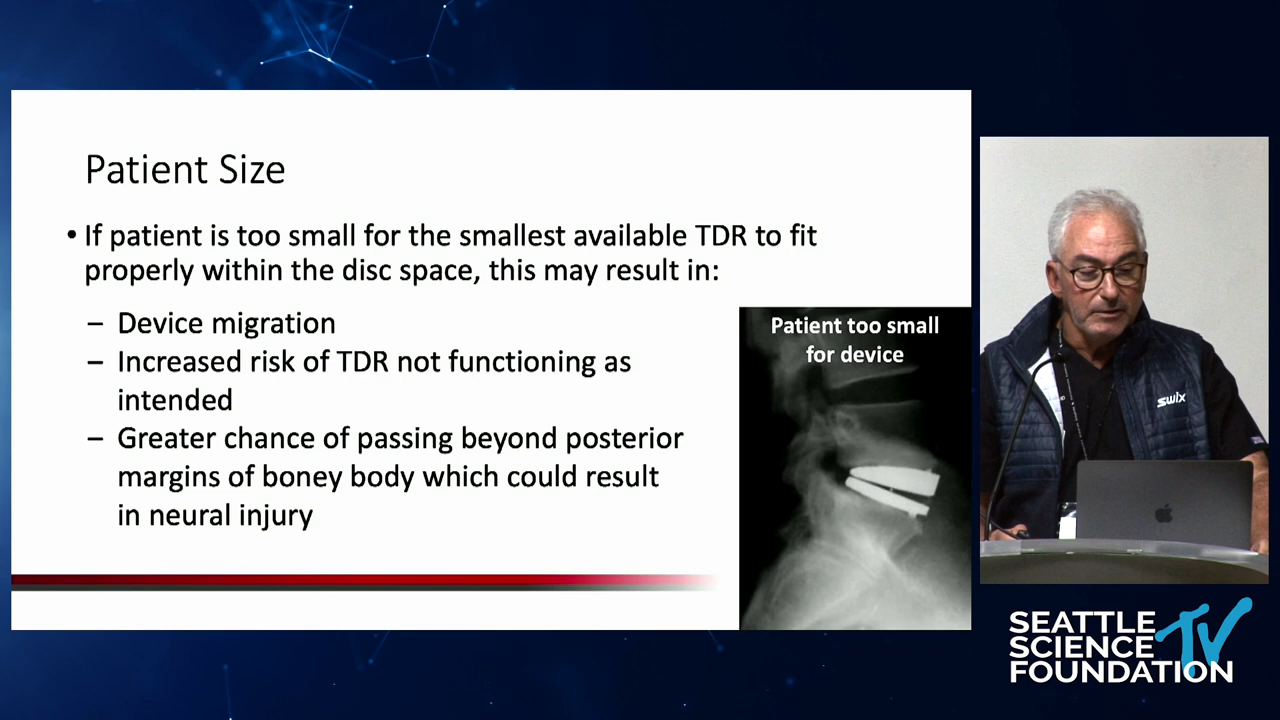 Patient Size
• If patient is too small for the smallest available TDR to fit
properly within the disc space, this may result in:
– Device migration
– Increased risk of TDR not functioning as
intended
– Greater chance of passing beyond posterior
margins of boney body which could result
in neural injury
Patient too small
for device
swix
SEATTLE
SCIENCE
FOUNDATION
TV